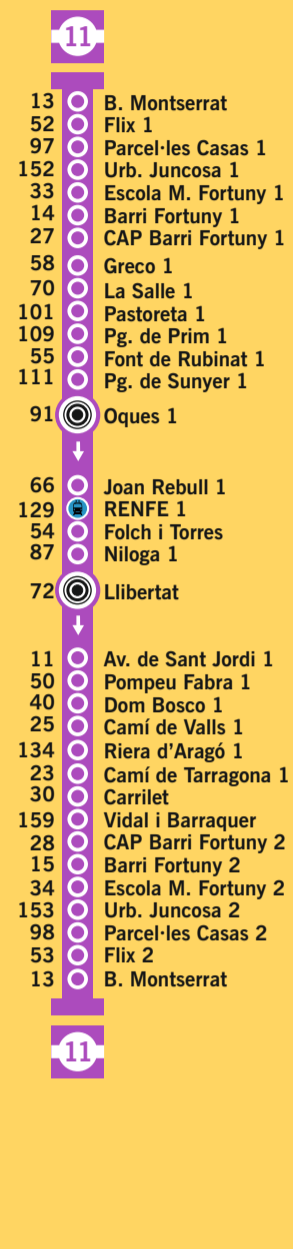 11
13 B. Montserrat
52 Flix 1
97 Parcel·les Casas 1
152 Urb. Juncosa 1
33 Escola M. Fortuny 1
14 Barri Fortuny 1
27 CAP Barri Fortuny 1
58 Greco 1
70 La Salle 1
101 Pastoreta 1
109 Pg. de Prim 1
55 Font de Rubinat 1
111 Pg. de Sunyer 1
91 Oques 1
66 Joan Rebull 1
129 RENFE 1
54 Folch i Torres
87 Niloga 1
72 Llibertat
11 Av. de Sant Jordi 1
50 Pompeu Fabra 1
40 Dom Bosco 1
25 Camí de Valls 1
134 Riera d'Aragó 1
23 Camí de Tarragona 1
30 Carrilet
159 Vidal i Barraquer
28 CAP Barri Fortuny 2
15 Barri Fortuny 2
34 Escola M. Fortuny 2
153 Urb. Juncosa 2
98 Parcel·les Casas 2
53 Flix 2
13 B. Montserrat
11